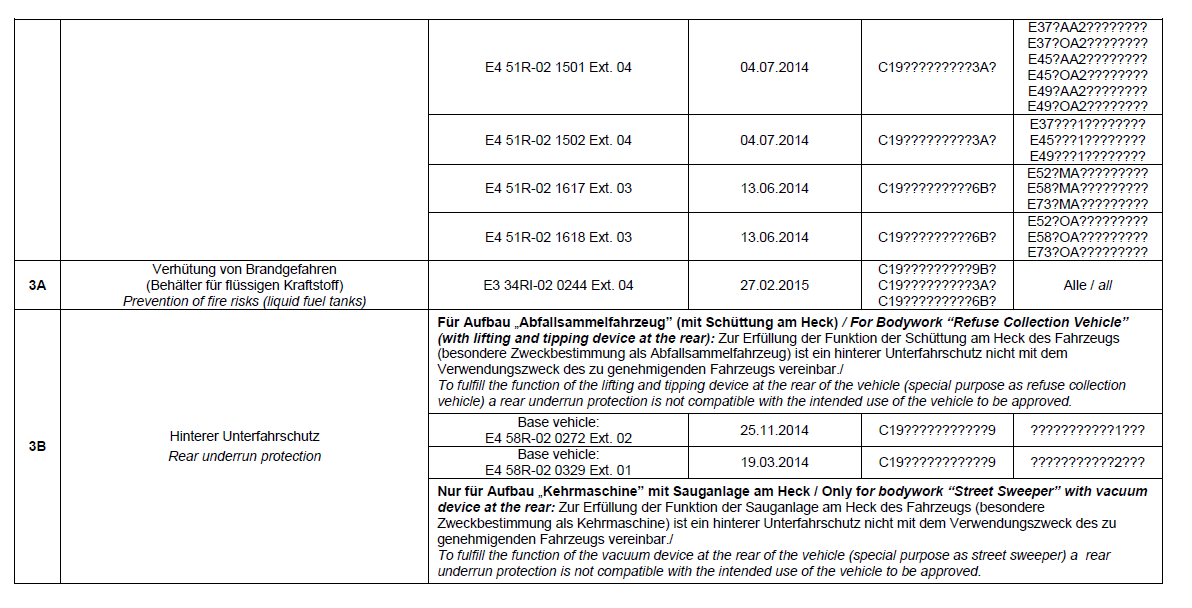 E4 51R-02 1501 Ext. 04
04.07.2014
C19?????????3A?
E37?AA2????????
E37?OA2????????
E45?AA2????????
E45?OA2????????
E49?AA2????????
E49?OA2????????
E4 51R-02 1502 Ext. 04
04.07.2014
C19?????????3A?
E37???1????????
E45???1????????
E49???1????????
E4 51R-02 1617 Ext. 03
13.06.2014
C19?????????6B?
E52?MA?????????
E58?MA?????????
E73?MA?????????
E4 51R-02 1618 Ext. 03
13.06.2014
C19?????????6B?
E52?OA?????????
E58?OA?????????
E73?OA?????????
3A
Verhütung von Brandgefahren
(Behälter für flüssigen Kraftstoff)
Prevention of fire risks (liquid fuel tanks)
E3 34RI-02 0244 Ext. 04
27.02.2015
C19?????????9B?
C19?????????3A?
C19?????????6B?
Alle / all
3B
Hinterer Unterfahrschutz
Rear underrun protection
Für Aufbau „Abfallsammelfahrzeug” (mit Schüttung am Heck) / For Bodywork “Refuse Collection Vehicle”
(with lifting and tipping device at the rear): Zur Erfüllung der Funktion der Schüttung am Heck des Fahrzeugs
(besondere Zweckbestimmung als Abfallsammelfahrzeug) ist ein hinterer Unterfahrschutz nicht mit dem
Verwendungszweck des zu genehmigenden Fahrzeugs vereinbar./
To fulfill the function of the lifting and tipping device at the rear of the vehicle (special purpose as refuse collection
vehicle) a rear underrun protection is not compatible with the intended use of the vehicle to be approved.
Base vehicle:
E4 58R-02 0272 Ext. 02
25.11.2014
C19???????????9
????????????1???
Base vehicle:
E4 58R-02 0329 Ext. 01
19.03.2014
C19???????????9
????????????2???
Nur für Aufbau „Kehrmaschine” mit Sauganlage am Heck / Only for bodywork “Street Sweeper” with vacuum
device at the rear: Zur Erfüllung der Funktion der Sauganlage am Heck des Fahrzeugs (besondere
Zweckbestimmung als Kehrmaschine) ist ein hinterer Unterfahrschutz nicht mit dem Verwendungszweck des zu
genehmigenden Fahrzeugs vereinbar./
To fulfill the function of the vacuum device at the rear of the vehicle (special purpose as street sweeper) a rear
underrun protection is not compatible with the intended use of the vehicle to be approved.